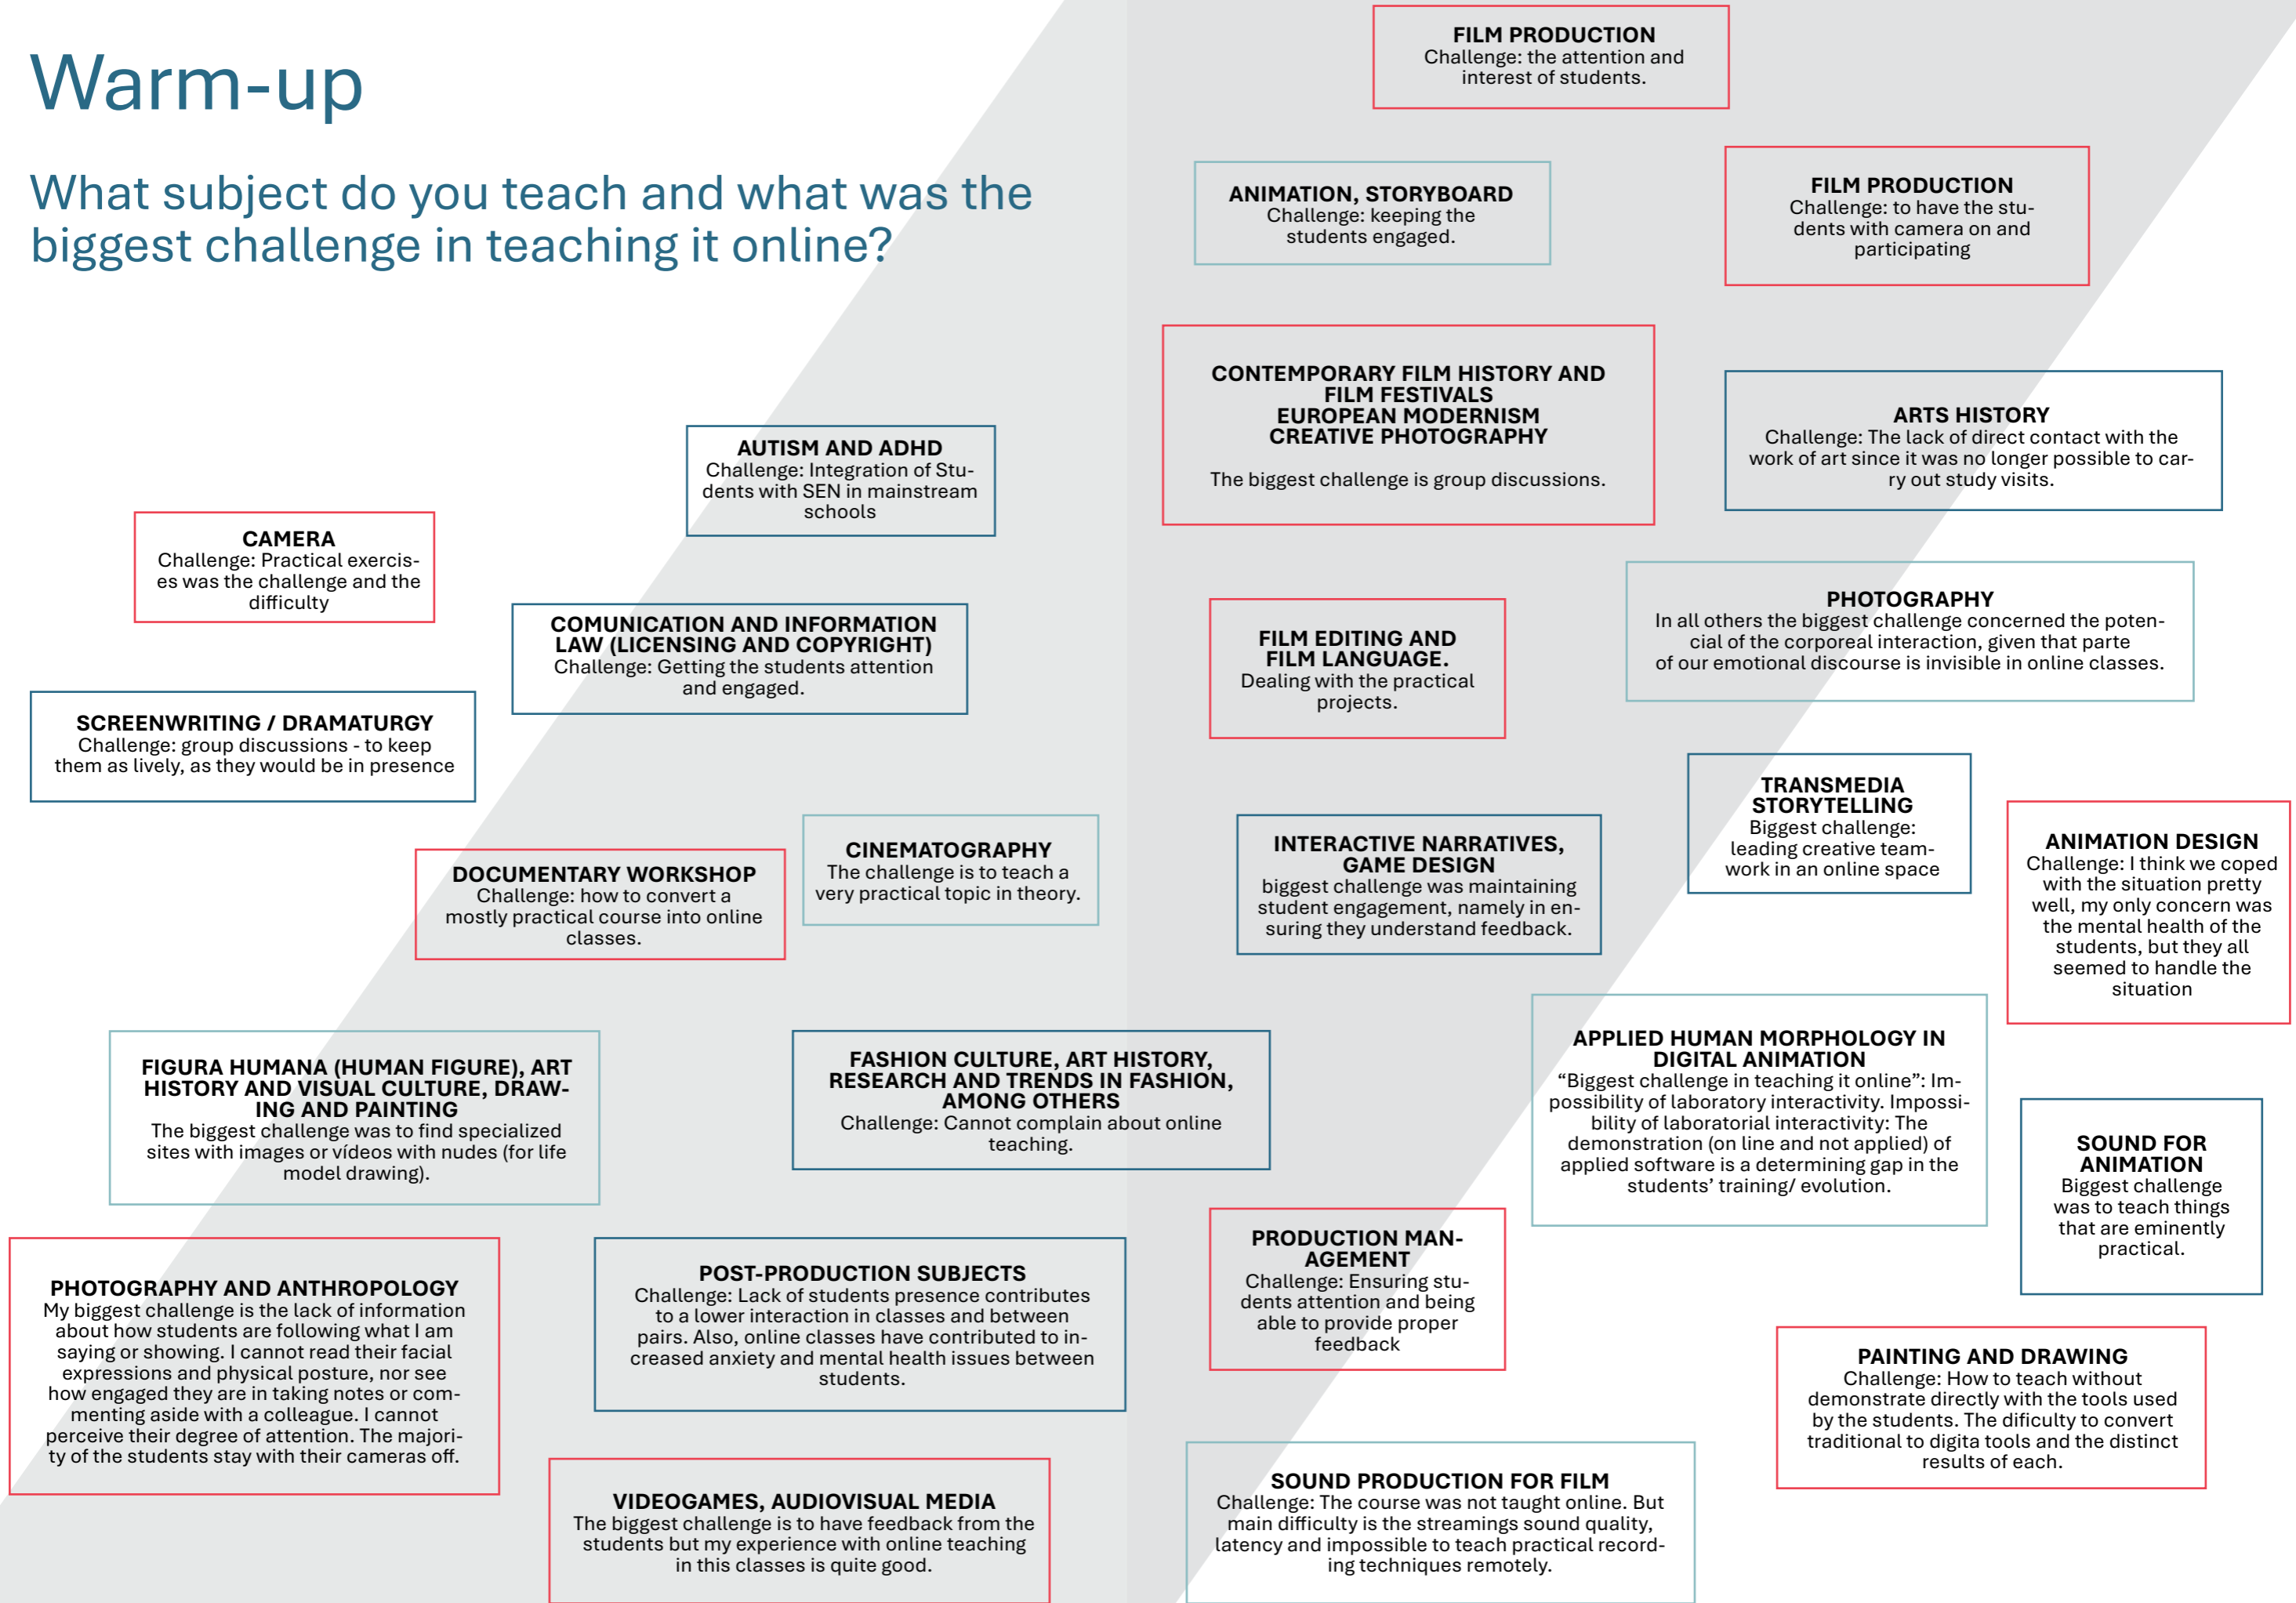 Warm-up
What subject do you teach and what was the
biggest challenge in teaching it online?
FILM PRODUCTION
Challenge: the attention and
interest of students.
ANIMATION, STORYBOARD
Challenge: keeping the
students engaged.
FILM PRODUCTION
Challenge: to have the stu-
dents with camera on and
participating
CONTEMPORARY FILM HISTORY AND
FILM FESTIVALS
EUROPEAN MODERNISM
CREATIVE PHOTOGRAPHY
The biggest challenge is group discussions.
ARTS HISTORY
Challenge: The lack of direct contact with the
work of art since it was no longer possible to car-
ry out study visits.
AUTISM AND ADHD
Challenge: Integration of Stu-
dents with SEN in mainstream
schools
CAMERA
Challenge: Practical exercis-
es was the challenge and the
difficulty
COMUNICATION AND INFORMATION
LAW (LICENSING AND COPYRIGHT)
Challenge: Getting the students attention
and engaged.
FILM EDITING AND
FILM LANGUAGE.
Dealing with the practical
projects.
PHOTOGRAPHY
In all others the biggest challenge concerned the poten-
cial of the corporeal interaction, given that parte
of our emotional discourse is invisible in online classes.
SCREENWRITING / DRAMATURGY
Challenge: group discussions - to keep
them as lively, as they would be in presence
TRANSMEDIA
STORYTELLING
Biggest challenge:
leading creative team-
work in an online space
DOCUMENTARY WORKSHOP
Challenge: how to convert a
mostly practical course into online
classes.
CINEMATOGRAPHY
The challenge is to teach a
very practical topic in theory.
INTERACTIVE NARRATIVES,
GAME DESIGN
biggest challenge was maintaining
student engagement, namely in en-
suring they understand feedback.
ANIMATION DESIGN
Challenge: I think we coped
with the situation pretty
well, my only concern was
the mental health of the
students, but they all
seemed to handle the
situation
FIGURA HUMANA (HUMAN FIGURE), ART
HISTORY AND VISUAL CULTURE, DRAW-
ING AND PAINTING
The biggest challenge was to find specialized
sites with images or vídeos with nudes (for life
model drawing).
FASHION CULTURE, ART HISTORY,
RESEARCH AND TRENDS IN FASHION,
AMONG OTHERS
Challenge: Cannot complain about online
teaching.
APPLIED HUMAN MORPHOLOGY IN
DIGITAL ANIMATION
“Biggest challenge in teaching it online”: Im-
possibility of laboratory interactivity. Impossi-
bility of laboratorial interactivity: The
demonstration (on line and not applied) of
applied software is a determining gap in the
students’ training/ evolution.
SOUND FOR
ANIMATION
Biggest challenge
was to teach things
that are eminently
practical.
PHOTOGRAPHY AND ANTHROPOLOGY
My biggest challenge is the lack of information
about how students are following what I am
saying or showing. I cannot read their facial
expressions and physical posture, nor see
how engaged they are in taking notes or com-
menting aside with a colleague. I cannot
perceive their degree of attention. The majori-
ty of the students stay with their cameras off.
POST-PRODUCTION SUBJECTS
Challenge: Lack of students presence contributes
to a lower interaction in classes and between
pairs. Also, online classes have contributed to in-
creased anxiety and mental health issues between
students.
PRODUCTION MAN-
AGEMENT
Challenge: Ensuring stu-
dents attention and being
able to provide proper
feedback
PAINTING AND DRAWING
Challenge: How to teach without
demonstrate directly with the tools used
by the students. The dificulty to convert
traditional to digita tools and the distinct
results of each.
VIDEOGAMES, AUDIOVISUAL MEDIA
The biggest challenge is to have feedback from the
students but my experience with online teaching
in this classes is quite good.
SOUND PRODUCTION FOR FILM
Challenge: The course was not taught online. But
main difficulty is the streamings sound quality,
latency and impossible to teach practical record-
ing techniques remotely.